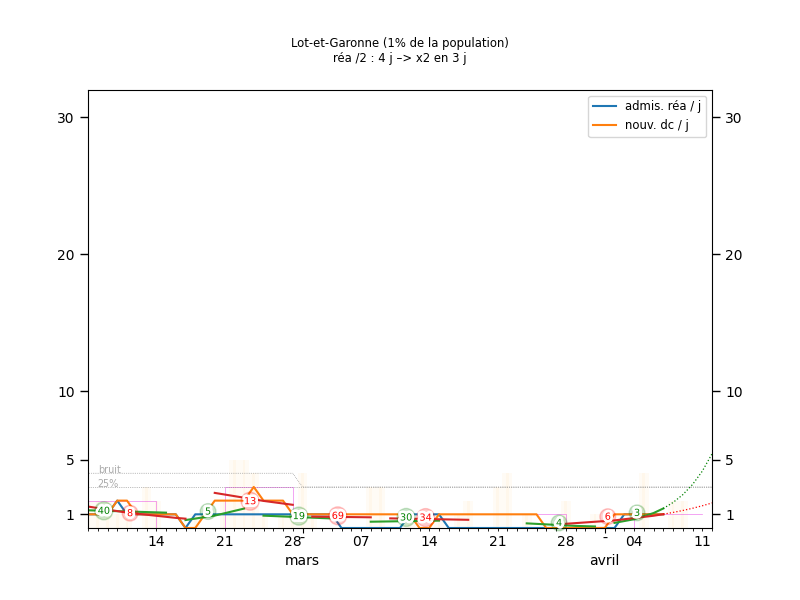 Lot-et-Garonne (1% de la population)
réa /2 : 4 j –> x2 en 3 j
admis. réa / j
nouv. dc / j
30 30
20 20
10 10
5 5
1 1
bruit
25%
40 8 5 13 19 69 30 34 4 6 3
14 21 28 - 07 14 21 28 - 04 11
mars avril